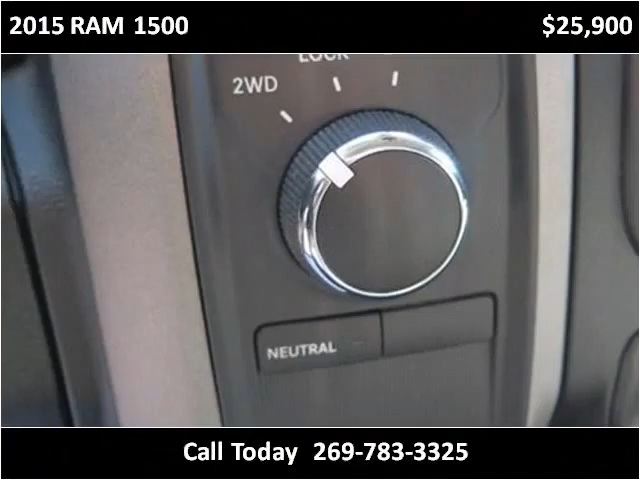 2015 RAM 1500 $25,900
LOCK
2WD
NEUTRAL
Call Today 269-783-3325